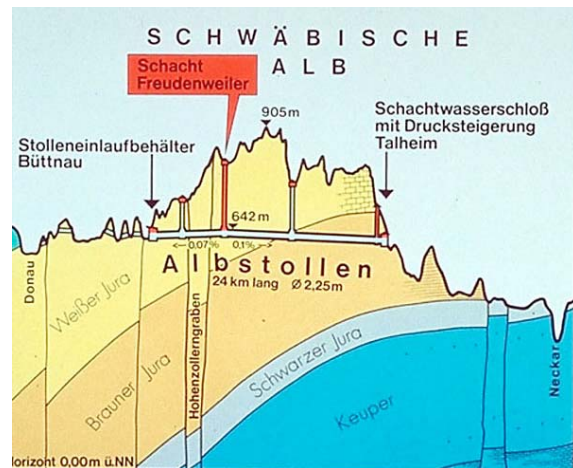 SCHWÄBISCHE
ALB
Schacht
Freudenweiler
905m
Schachtwasserschloß
mit Drucksteigerung
Talheim
Stolleneinlaufbehälter
Büttnau
642m
0,07% 0,1%
Albstollen
24 km lang Ø 2,25m
Donau
Weißer Jura
Brauner Jura
Hohenzollerngraben
Schwarzer Jura
Keuper
Neckar
Horizont 0,00m ü.NN